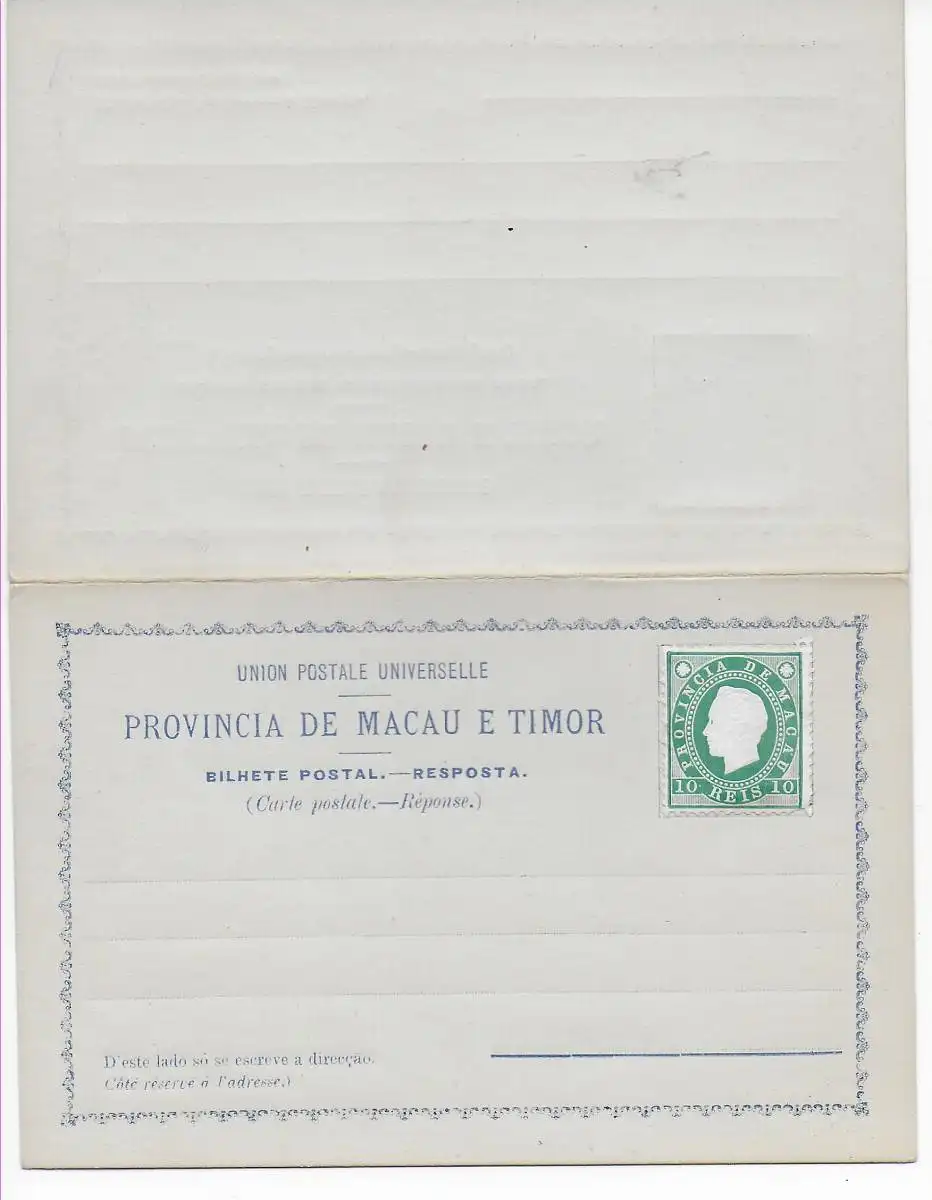 UNION POSTALE UNIVERSELLE
PROVINCIA DE MACAU E TIMOR
BILHETE POSTAL.—RESPOSTA.
(Carte postale.—Réponse.)
PROVINCIA DE MACAU
10 REIS 10
D'este lado só se escreve a direcção.
Côté reservé á l'adresse.)